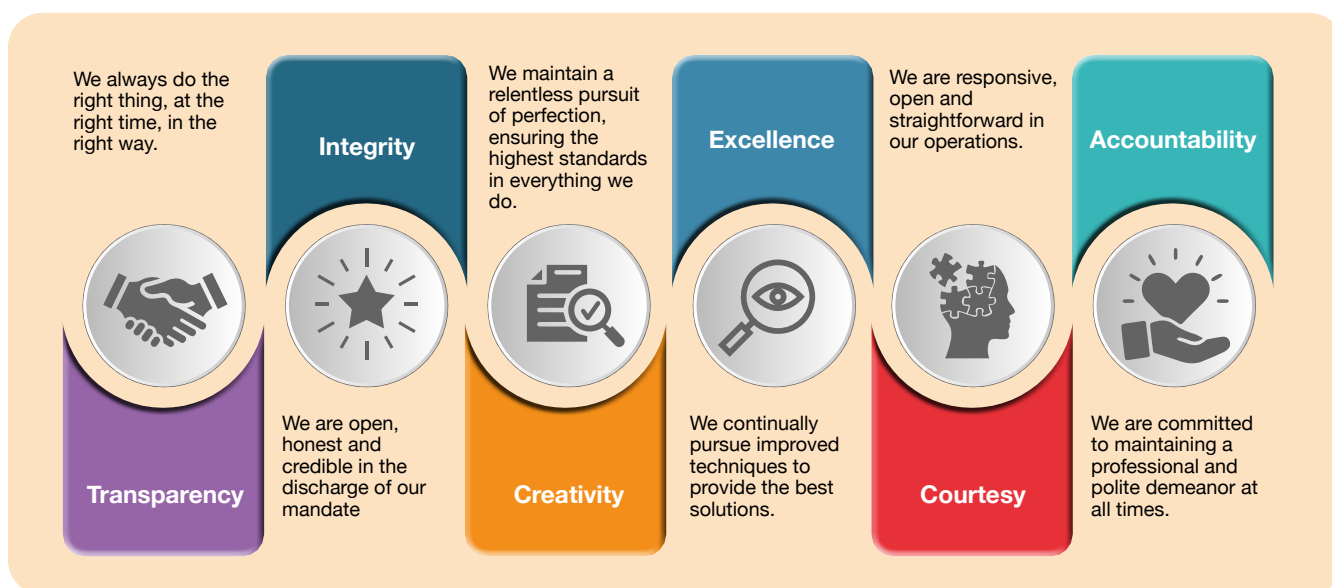 We always do the
right thing, at the
right time, in the
right way.
Transparency
Integrity
We are open,
honest and
credible in the
discharge of our
mandate
We maintain a
relentless pursuit
of perfection,
ensuring the
highest standards
in everything we
do.
Creativity
Excellence
We continually
pursue improved
techniques to
provide the best
solutions.
We are responsive,
open and
straightforward in
our operations.
Courtesy
Accountability
We are committed
to maintaining a
professional and
polite demeanor at
all times.